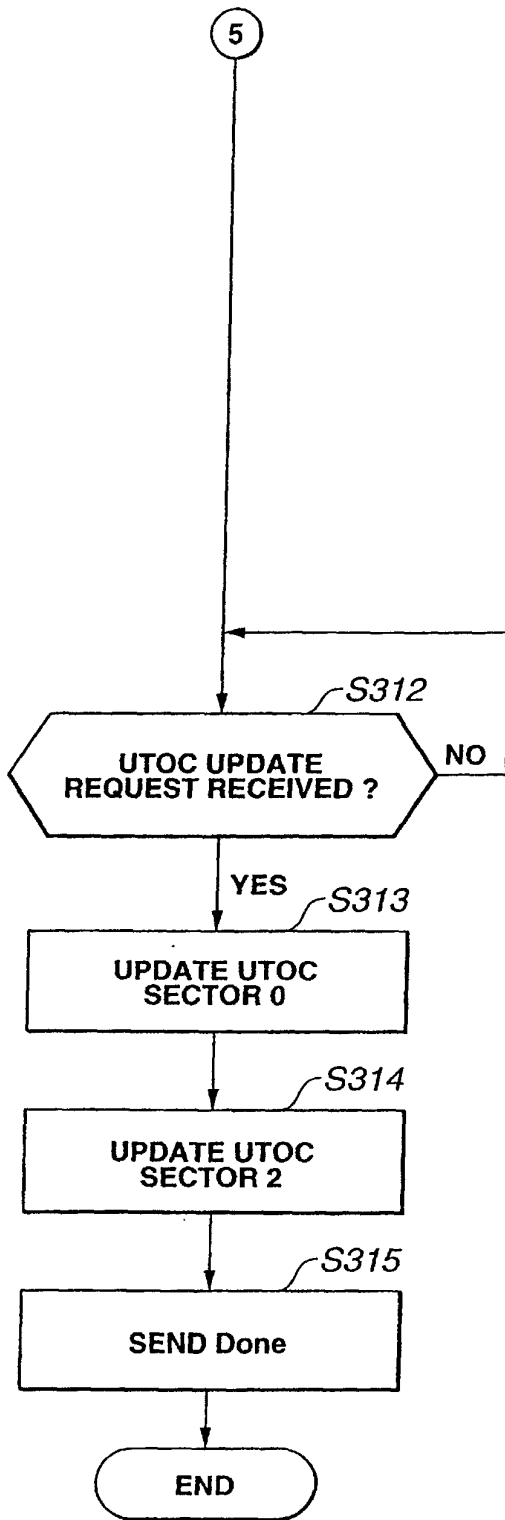 5
S312
UTOC UPDATE
REQUEST RECEIVED ?
NO
YES
S313
UPDATE UTOC
SECTOR 0
S314
UPDATE UTOC
SECTOR 2
S315
SEND Done
END